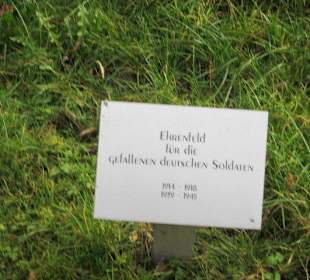 Ehrenfeld
für die
gefallenen deutschen Soldaten
1914 - 1918
1939 - 1945